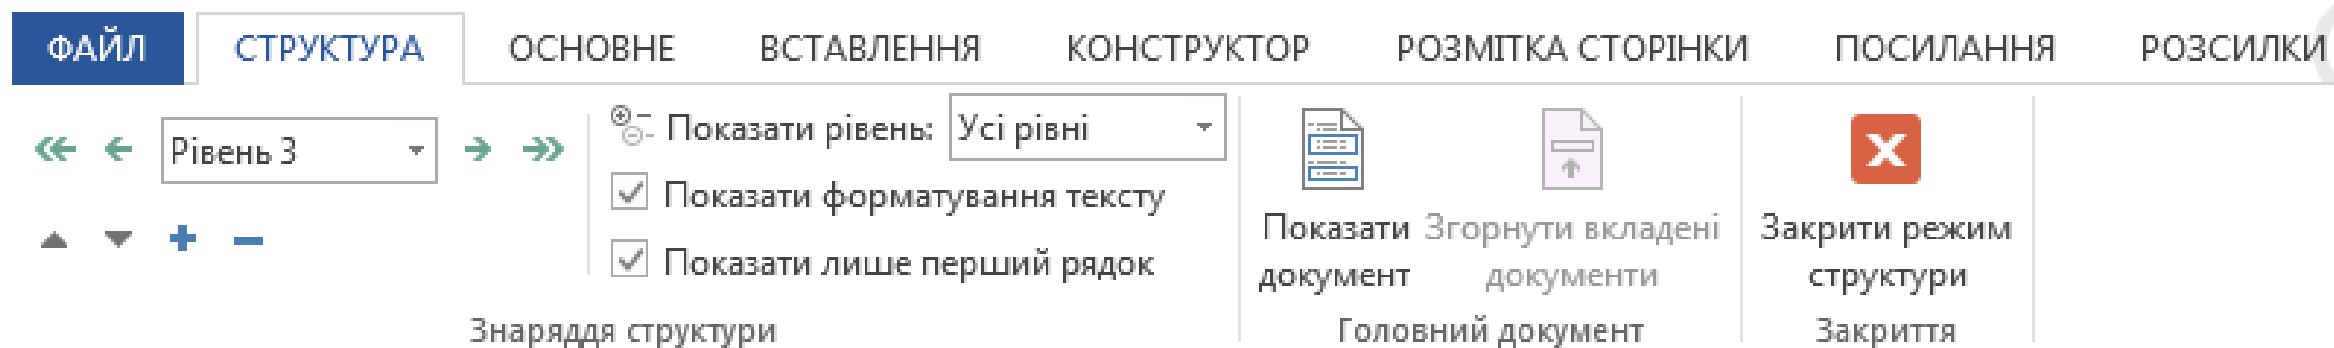 ФАЙЛ СТРУКТУРА ОСНОВНЕ ВСТАВЛЕННЯ КОНСТРУКТОР РОЗМІТКА СТОРІНКИ ПОСИЛАННЯ РОЗСИЛКИ
Рівень 3
Показати рівень: Усі рівні
Показати форматування тексту
Показати лише перший рядок
Знаряддя структури
Показати
документ
Згорнути вкладені
документи
Головний документ
Закрити режим
структури
Закриття